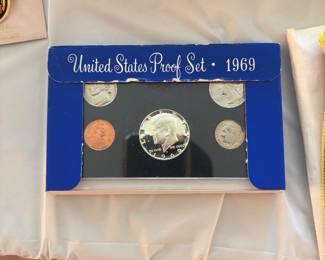 United States Proof Set · 1969